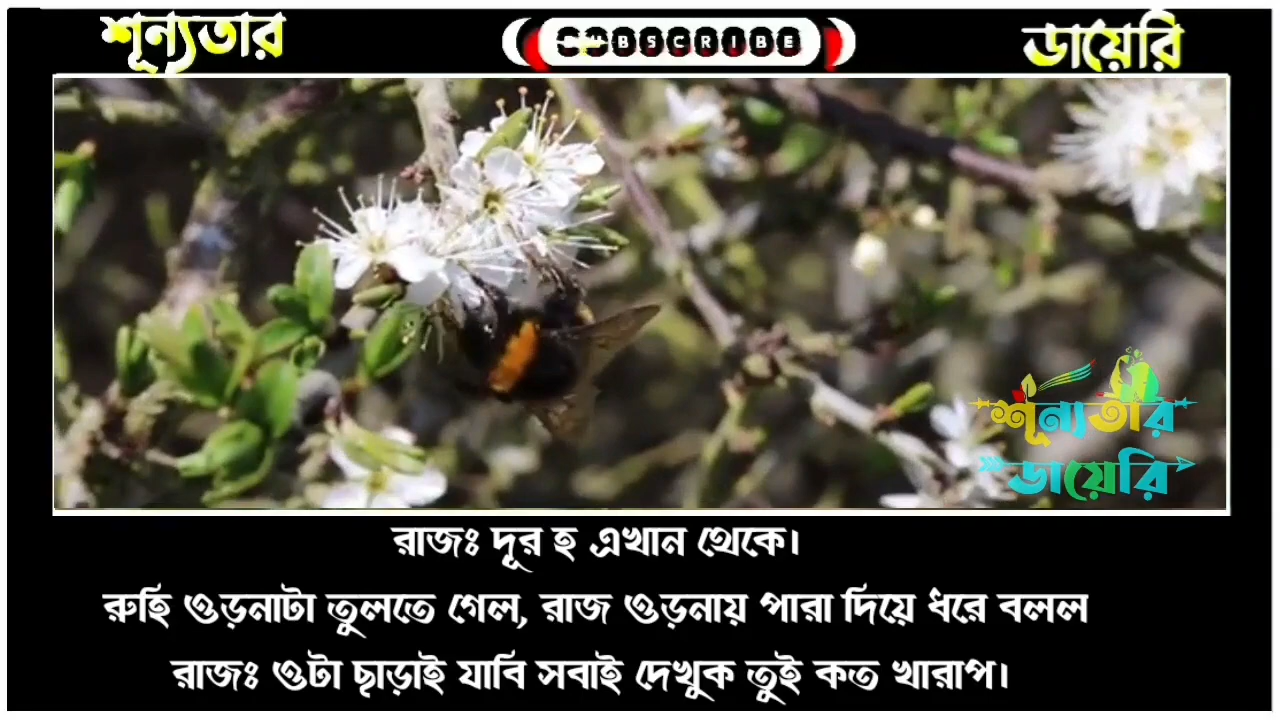 শূন্যতার
SUBSCRIBE
ডায়েরি
শূন্যতার
ডায়েরি
রাজঃ দূর হ এখান থেকে।
রুহি ওড়নাটা তুলতে গেল, রাজ ওড়নায় পারা দিয়ে ধরে বলল
রাজঃ ওটা ছাড়াই যাবি সবাই দেখুক তুই কত খারাপ।